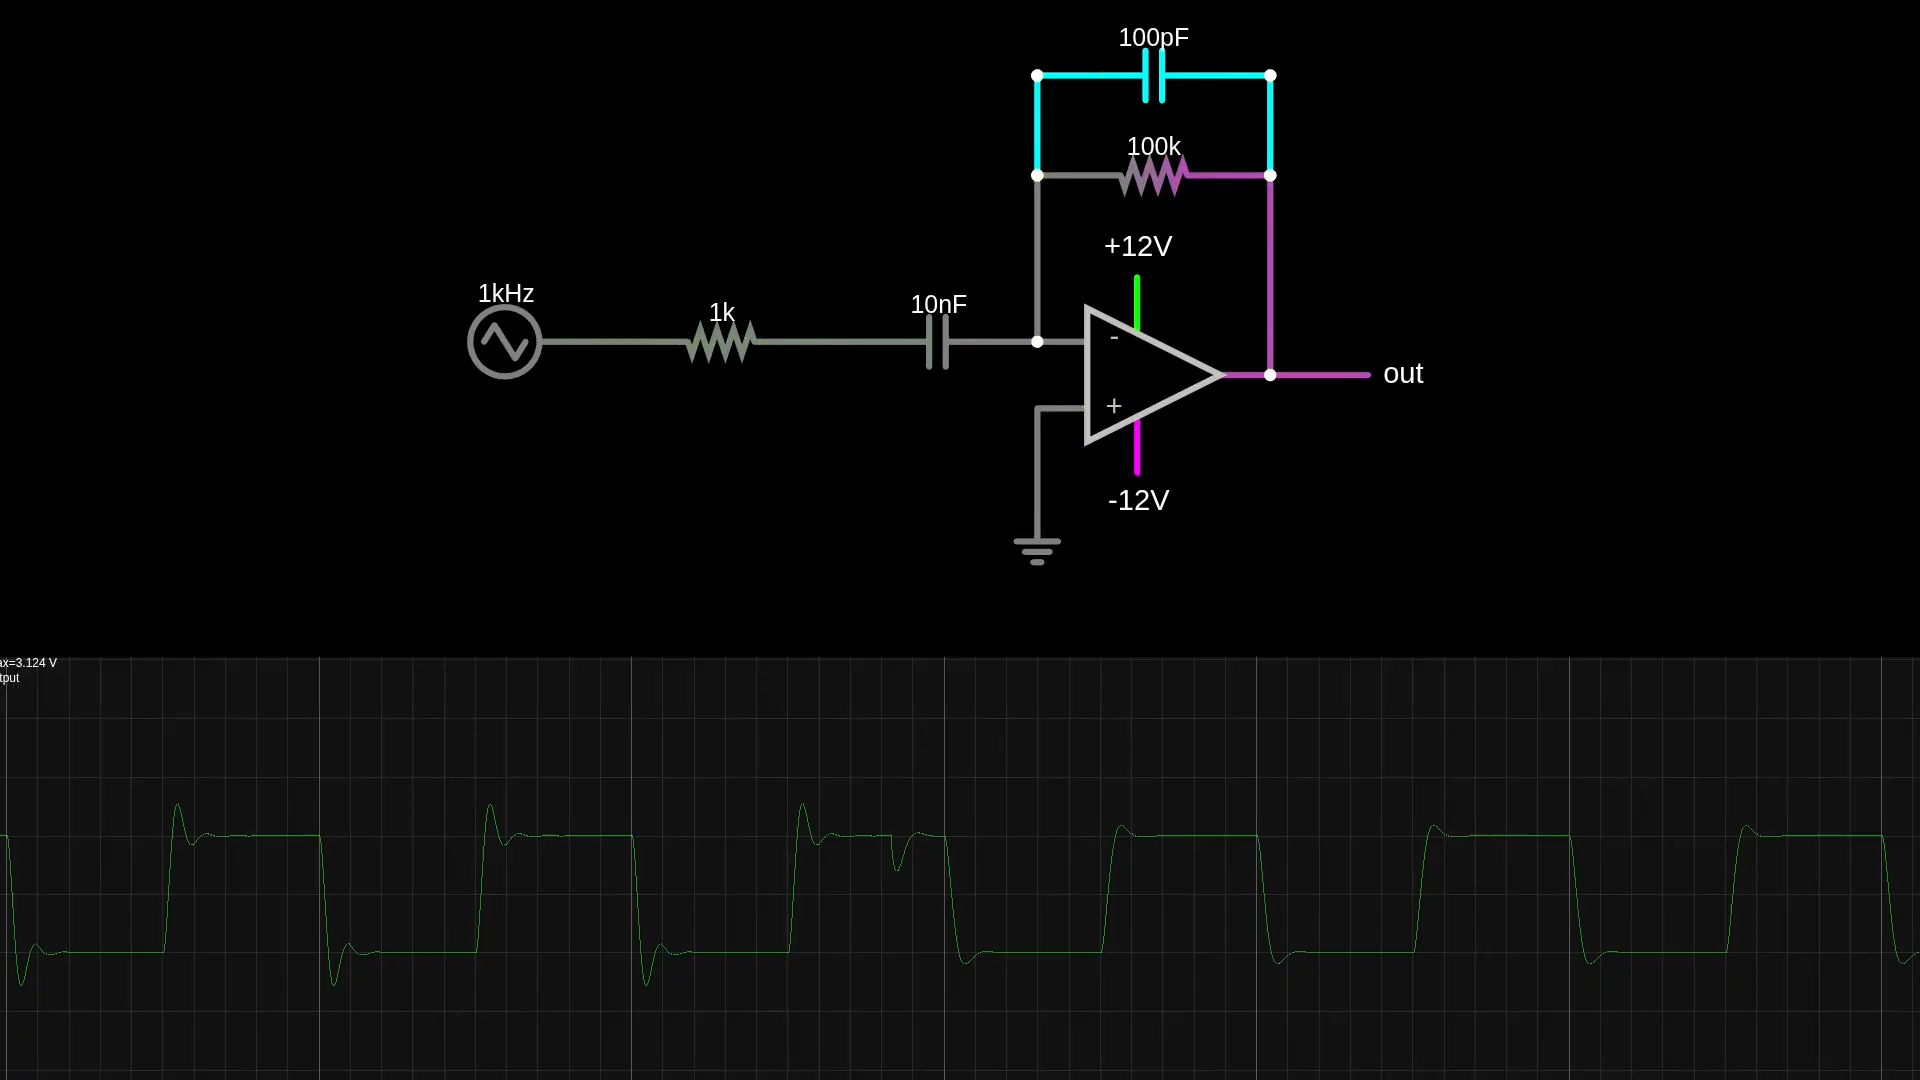 100pF
100k
+12V
1kHz
1k
10nF
-
+
out
-12V
ax=3.124 V
tput